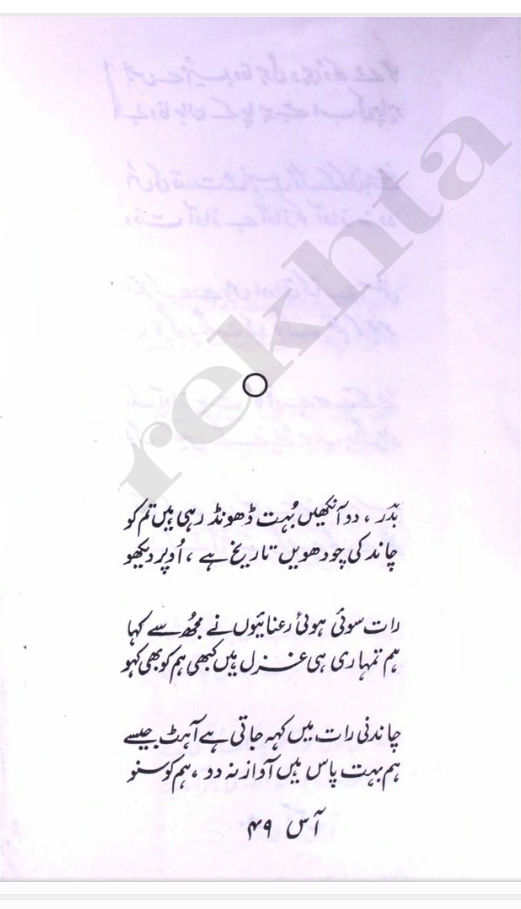 rekhta
بدؔر ، دو آنکھیں بُہت ڈھونڈ رہی ہیں تم کو
چاند کی چودھویں تاریخ ہے ، اُوپر دیکھو
رات سوئی ہوئی رعنائیوں نے مجھُ سے کہا
ہم تمہاری ہی غزل ہیں کبھی ہم کو بھی کہو
چاندنی رات میں کہہ جاتی ہے آہٹ جیسے
ہم بہت پاس ہیں آواز نہ دو ، ہم کو سنو
آس ۴۹